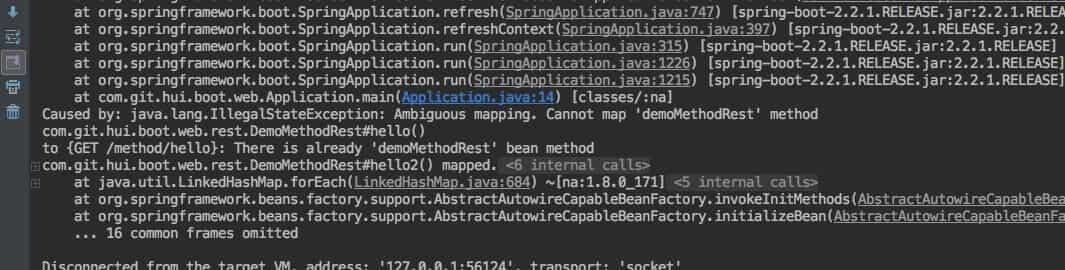 at org.springframework.boot.SpringApplication.refresh(SpringApplication.java:747) [spring-boot-2.2.1.RELEASE.jar:2.2.1.RELEA
at org.springframework.boot.SpringApplication.refreshContext(SpringApplication.java:397) [spring-boot-2.2.1.RELEASE.jar:2.2.
at org.springframework.boot.SpringApplication.run(SpringApplication.java:315) [spring-boot-2.2.1.RELEASE.jar:2.2.1.RELEASE]
at org.springframework.boot.SpringApplication.run(SpringApplication.java:1226) [spring-boot-2.2.1.RELEASE.jar:2.2.1.RELEASE]
at org.springframework.boot.SpringApplication.run(SpringApplication.java:1215) [spring-boot-2.2.1.RELEASE.jar:2.2.1.RELEASE]
at com.git.hui.boot.web.Application.main(Application.java:14) [classes/:na]
Caused by: java.lang.IllegalStateException: Ambiguous mapping. Cannot map 'demoMethodRest' method
com.git.hui.boot.web.rest.DemoMethodRest#hello()
to {GET /method/hello}: There is already 'demoMethodRest' bean method
com.git.hui.boot.web.rest.DemoMethodRest#hello2() mapped. <6 internal calls>
at java.util.LinkedHashMap.forEach(LinkedHashMap.java:684) ~[na:1.8.0_171] <5 internal calls>
at org.springframework.beans.factory.support.AbstractAutowireCapableBeanFactory.invokeInitMethods(AbstractAutowireCapableBea
at org.springframework.beans.factory.support.AbstractAutowireCapableBeanFactory.initializeBean(AbstractAutowireCapableBeanFa
... 16 common frames omitted
Disconnected from the target VM, address: '127.0.0.1:56124', transport: 'socket'